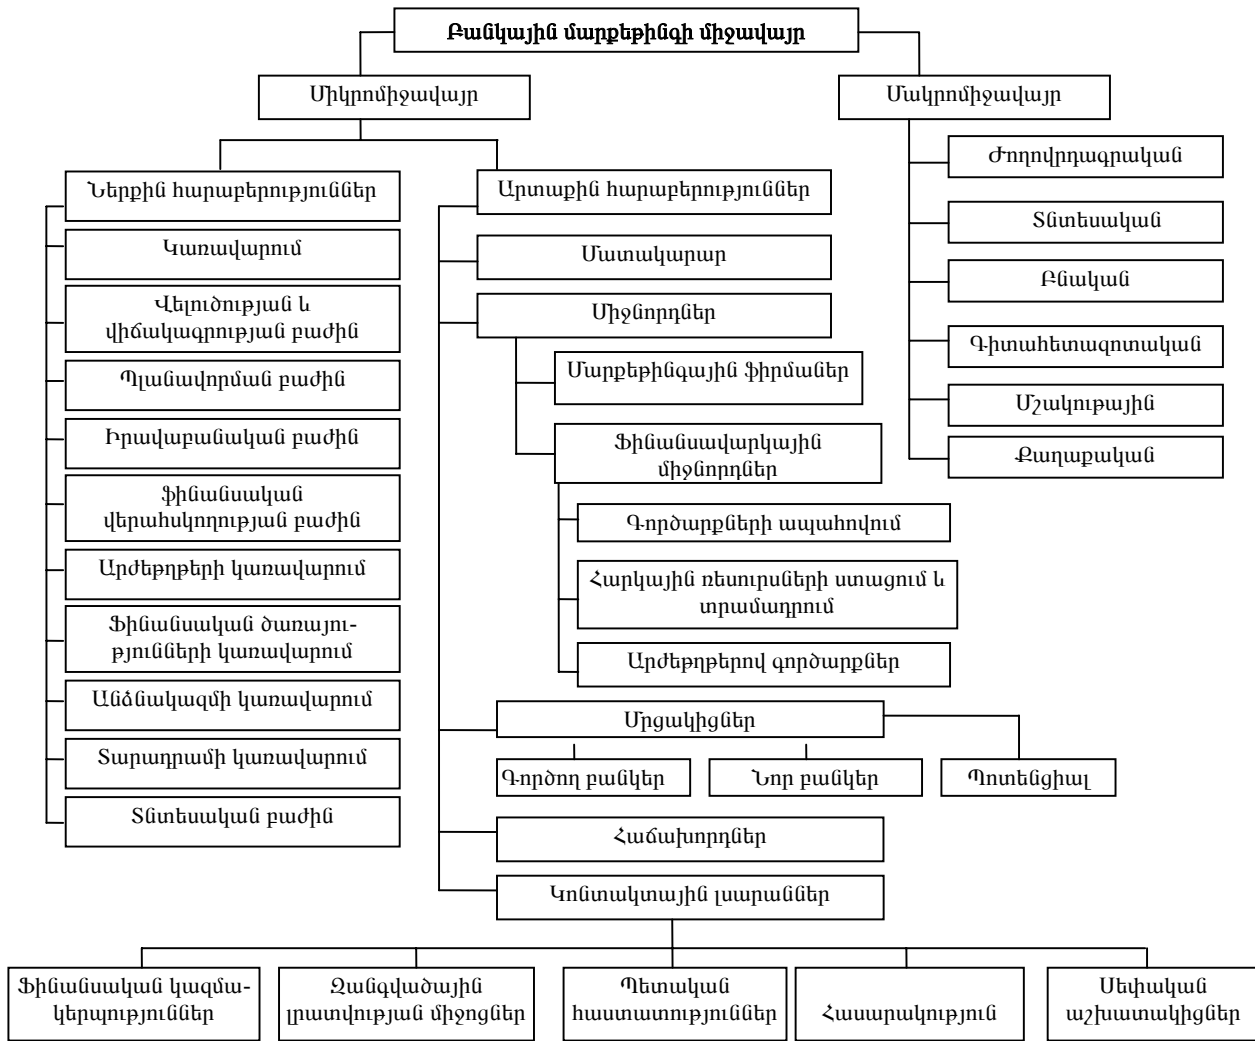 Բանկային մարքեթինգի միջավայր
Միկրոմիջավայր
Մակրոմիջավայր
Ներքին հարաբերություններ
Կառավարում
Վելուծության և
վիճակագրության բաժին
Պլանավորման բաժին
Իրավաբանական բաժին
ֆինանսական
վերահսկողության բաժին
Արժեթղթերի կառավարում
Ֆինանսական ծառայու-
թյունների կառավարում
Անձնակազմի կառավարում
Տարադրամի կառավարում
Տնտեսական բաժին
Արտաքին հարաբերություններ
Մատակարար
Միջնորդներ
Մարքեթինգային ֆիրմաներ
Ֆինանսավարկային
միջնորդներ
Գործարքների ապահովում
Հարկային ռեսուրսների ստացում և
տրամադրում
Արժեթղթերով գործարքներ
Մրցակիցներ
Գործող բանկեր
Նոր բանկեր
Պոտենցիալ
Հաճախորդներ
Կոնտակտային լսարաններ
Ֆինանսական կազմա-
կերպություններ
Զանգվածային
լրատվության միջոցներ
Պետական
հաստատություններ
Հասարակություն
Սեփական
աշխատակիցներ
Ժողովրդագրական
Տնտեսական
Բնական
Գիտահետազոտական
Մշակութային
Քաղաքական